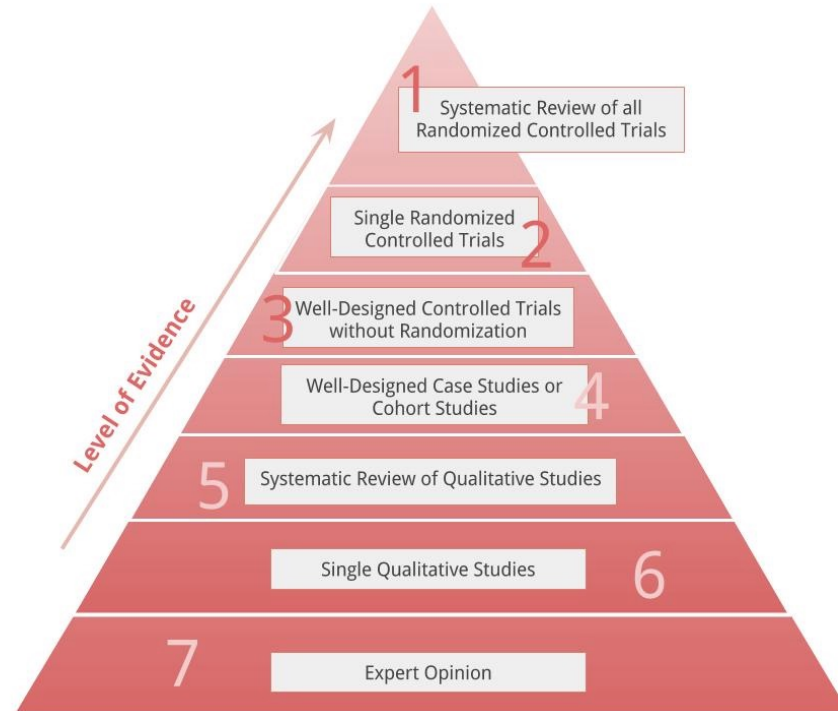 1
Systematic Review of all
Randomized Controlled Trials
Single Randomized
Controlled Trials
2
3
Well-Designed Controlled Trials
without Randomization
Level of Evidence
Well-Designed Case Studies or
Cohort Studies
4
5
Systematic Review of Qualitative Studies
Single Qualitative Studies
6
7
Expert Opinion